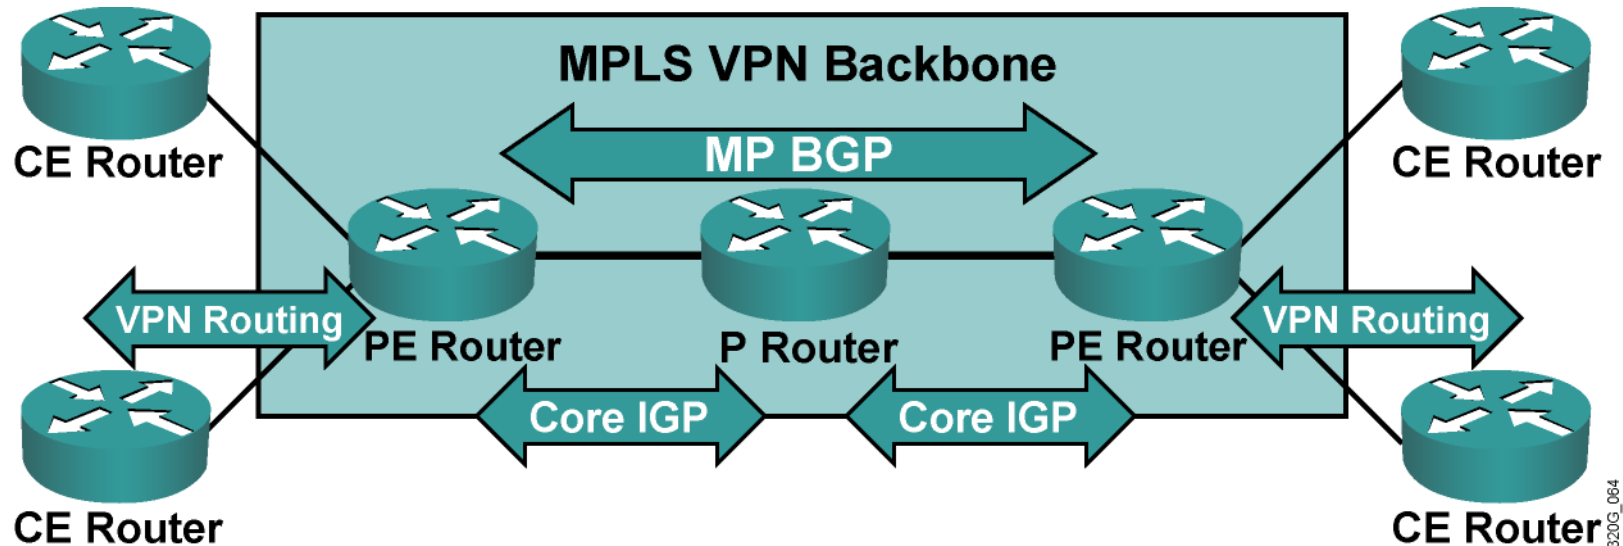 MPLS VPN Backbone
CE Router
CE Router
MP BGP
VPN Routing
PE Router
P Router
PE Router
VPN Routing
Core IGP
Core IGP
CE Router
CE Router
320G_064